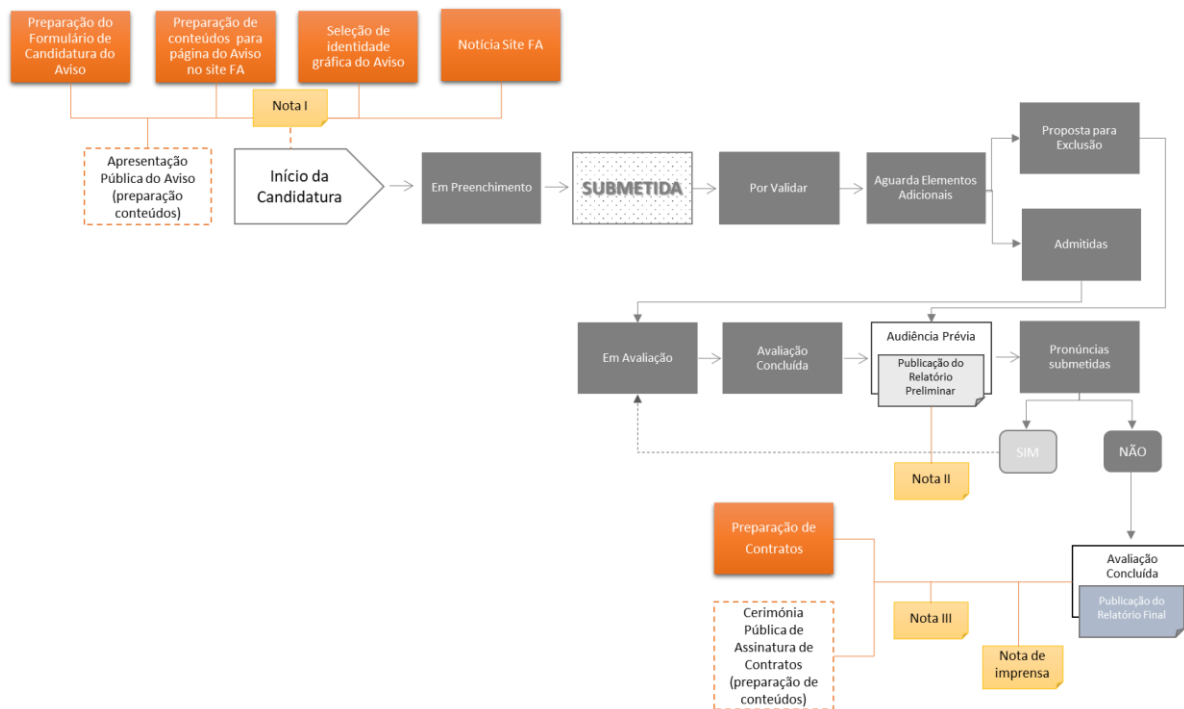 Preparação do
Formulário de
Candidatura do
Aviso
Preparação de
conteúdos para
página do Aviso
no site FA
Seleção de
identidade
gráfica do Aviso
Notícia Site FA
Nota I
Apresentação
Pública do Aviso
(preparação
conteúdos)
Início da
Candidatura
Em Preenchimento
SUBMETIDA
Por Validar
Aguarda Elementos
Adicionais
Proposta para
Exclusão
Admitidas
Em Avaliação
Avaliação
Concluída
Audiência Prévia
Publicação do
Relatório
Preliminar
Pronúncias
submetidas
SIM
NÃO
Nota II
Preparação de
Contratos
Avaliação
Concluída
Publicação do
Relatório Final
Cerimónia
Pública de
Assinatura de
Contratos
(preparação de
conteúdos)
Nota III
Nota de
imprensa